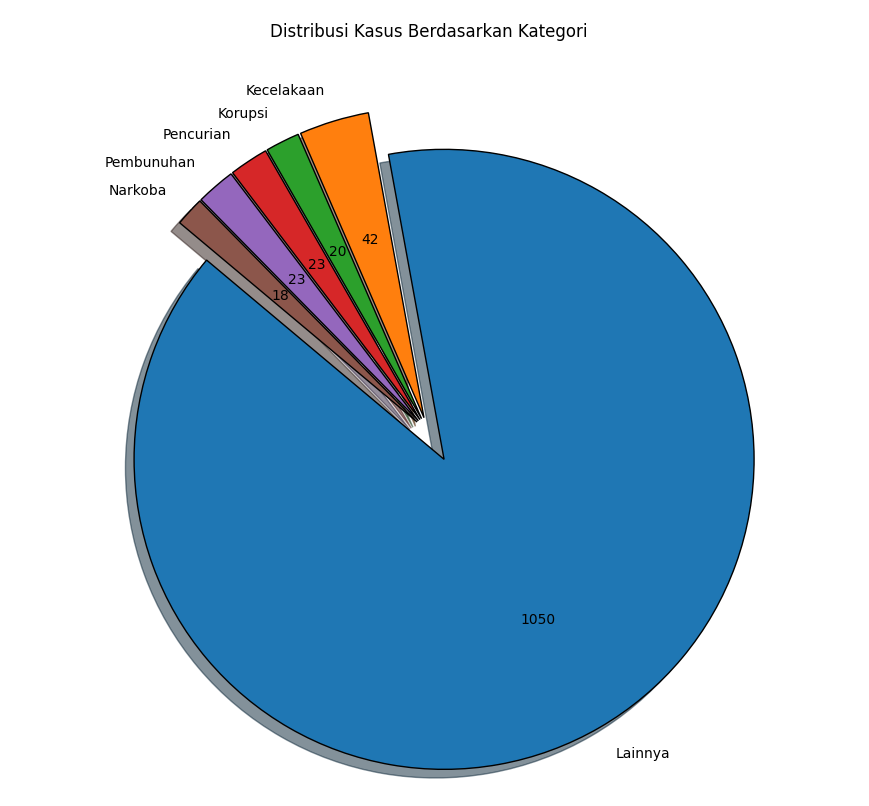 Distribusi Kasus Berdasarkan Kategori
Kecelakaan
Korupsi
Pencurian
Pembunuhan
Narkoba
42
20
23
23
18
1050
Lainnya